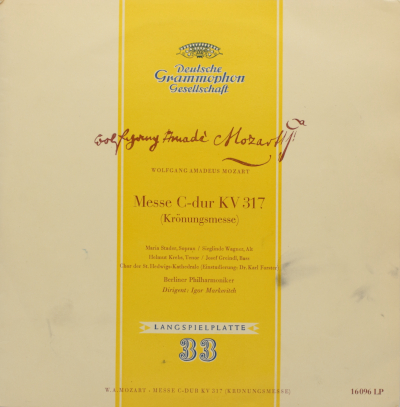 Deutsche
Grammophon
Gesellschaft
Wolfgang Amadè Mozart
WOLFGANG AMADEUS MOZART
Messe C-dur KV 317
(Krönungsmesse)
Maria Stader, Sopran / Sieglinde Wagner, Alt
Helmut Krebs, Tenor / Josef Greindl, Bass
Chor der St. Hedwigs-Kathedrale (Einstudierung: Dr. Karl Forster)
Berliner Philharmoniker
Dirigent: Igor Markevitch
LANGSPIELPLATTE
33
W. A. MOZART - MESSE C-DUR KV 317 (KRÖNUNGSMESSE)
16096 LP